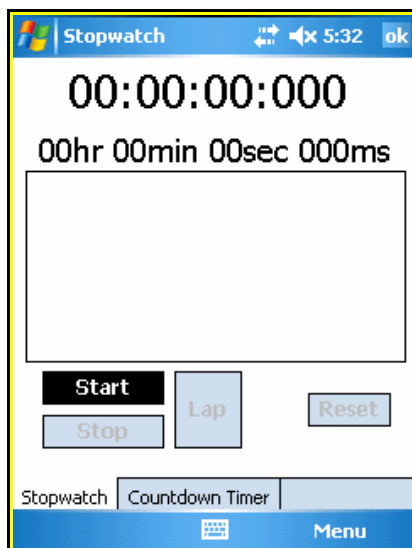 Stopwatch 5:32 ok
00:00:00:000
00hr 00min 00sec 000ms
Start
Stop
Lap
Reset
Stopwatch Countdown Timer
Menu